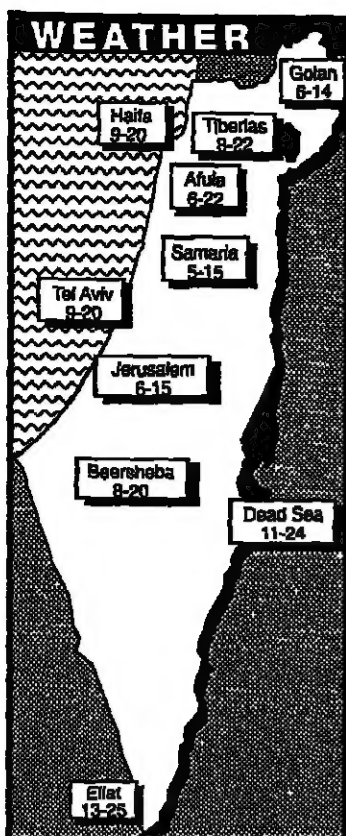 WEATHER
Golan
6-14
Haifa
9-20
Tiberias
8-22
Afula
6-22
Samaria
5-15
Tel Aviv
9-20
Jerusalem
6-15
Beersheba
8-20
Dead Sea
11-24
Eilat
13-25